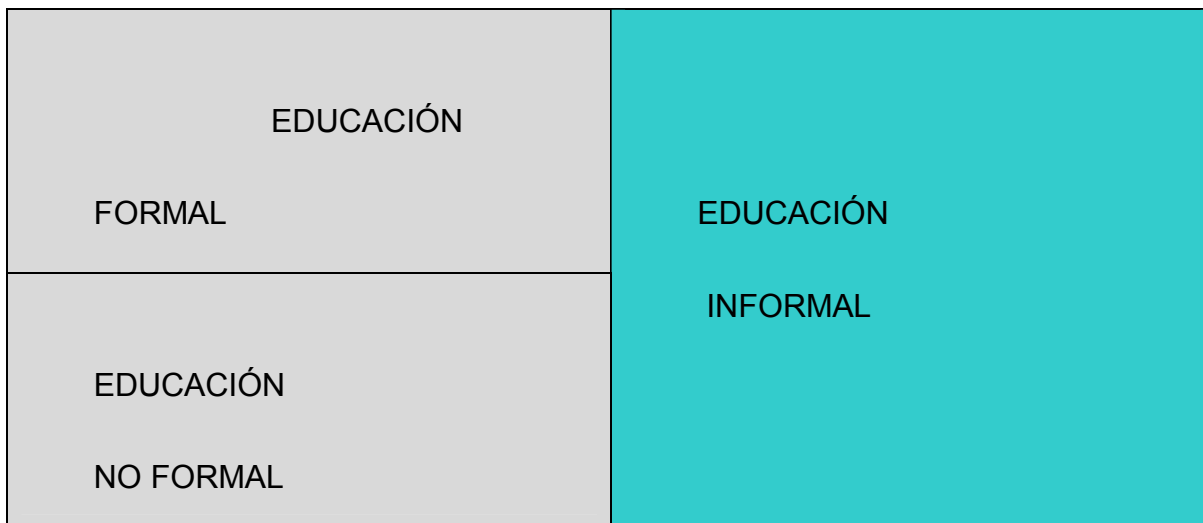 EDUCACIÓN
FORMAL
EDUCACIÓN
NO FORMAL
EDUCACIÓN
INFORMAL